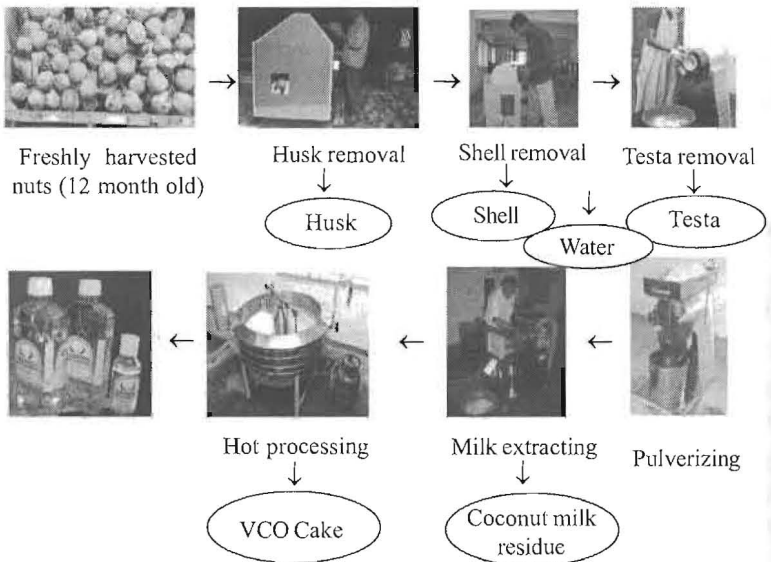 Freshly harvested
nuts (12 month old)
Husk removal
Shell removal
Testa removal
Husk
Shell
Water
Testa
Hot processing
Milk extracting
Pulverizing
VCO Cake
Coconut milk
residue